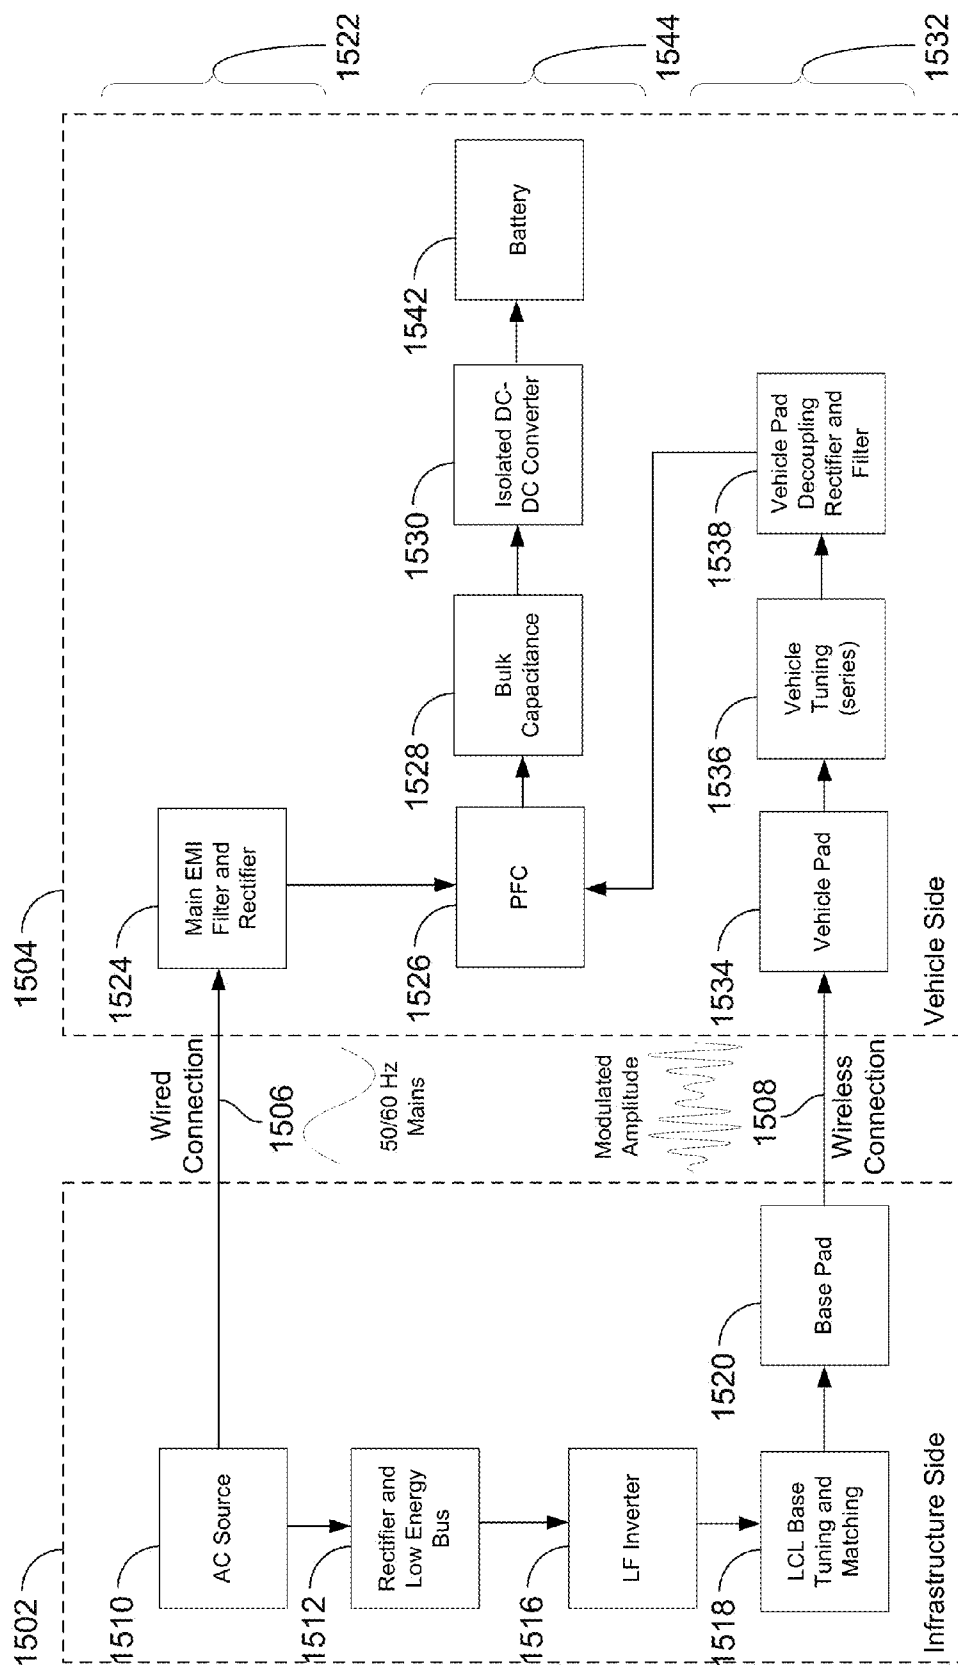 1502
1504
1510
AC Source
1512
Rectifier and
Low Energy
Bus
1516
LF Inverter
1518
LCL Base
Tuning and
Matching
1520
Base Pad
Infrastructure Side
Wired
Connection
1506
50/60 Hz
Mains
Modulated
Amplitude
1508
Wireless
Connection
1524
Main EMI
Filter and
Rectifier
1522
1526
PFC
1528
Bulk
Capacitance
1530
Isolated DC-
DC Converter
1542
Battery
1544
1534
Vehicle Pad
1536
Vehicle
Tuning
(series)
1538
Vehicle Pad
Decoupling
Rectifier and
Filter
1532
Vehicle Side